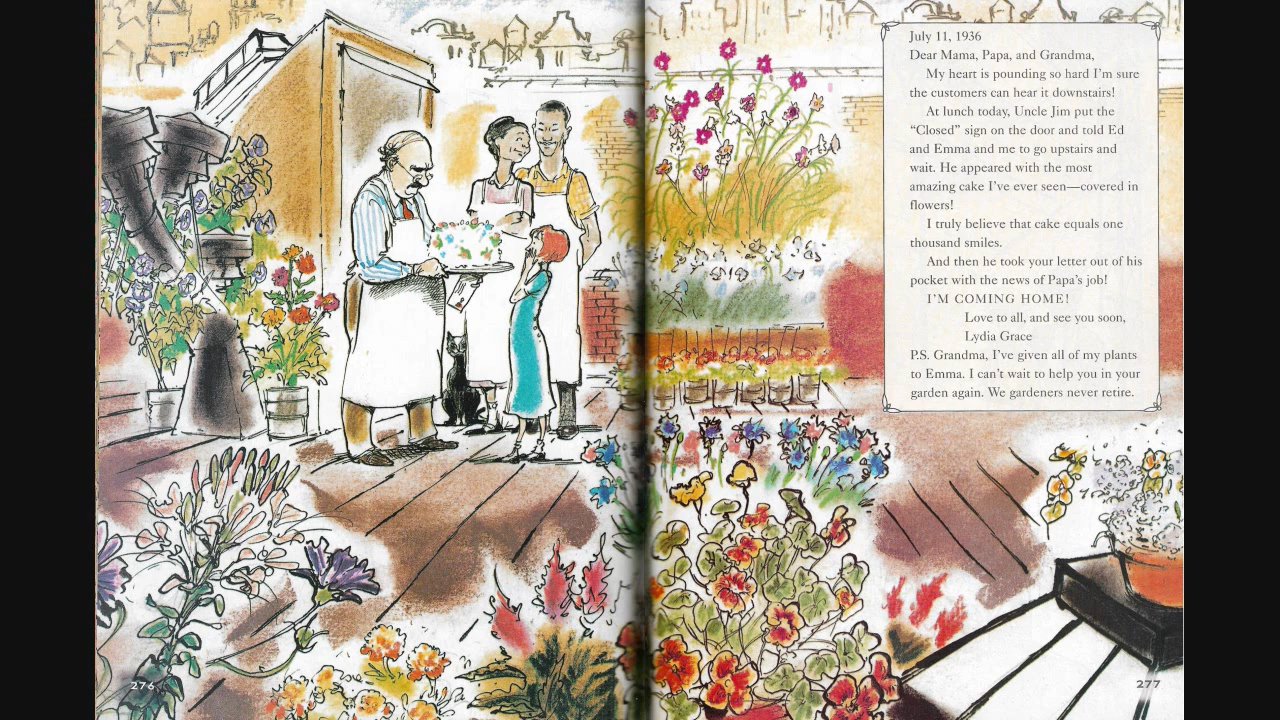 July 11, 1936
Dear Mama, Papa, and Grandma,
My heart is pounding so hard I'm sure
the customers can hear it downstairs!
At lunch today, Uncle Jim put the
“Closed” sign on the door and told Ed
and Emma and me to go upstairs and
wait. He appeared with the most
amazing cake I've ever seen—covered in
flowers!
I truly believe that cake equals one
thousand smiles.
And then he took your letter out of his
pocket with the news of Papa's job!
I'M COMING HOME!
Love to all, and see you soon,
Lydia Grace
P.S. Grandma, I've given all of my plants
to Emma. I can't wait to help you in your
garden again. We gardeners never retire.
276
277